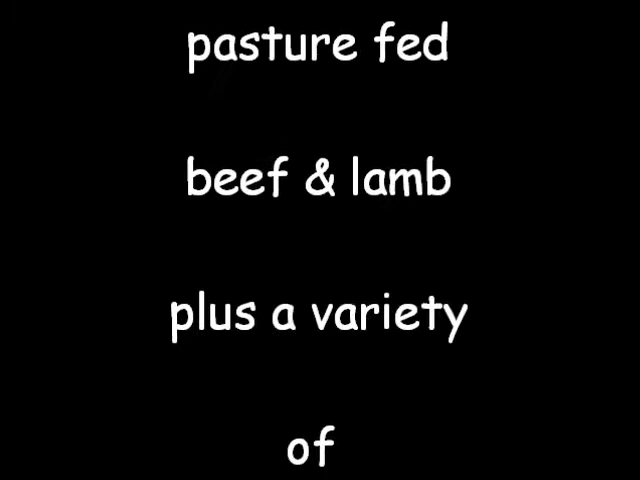 pasture fed
beef & lamb
plus a variety
of